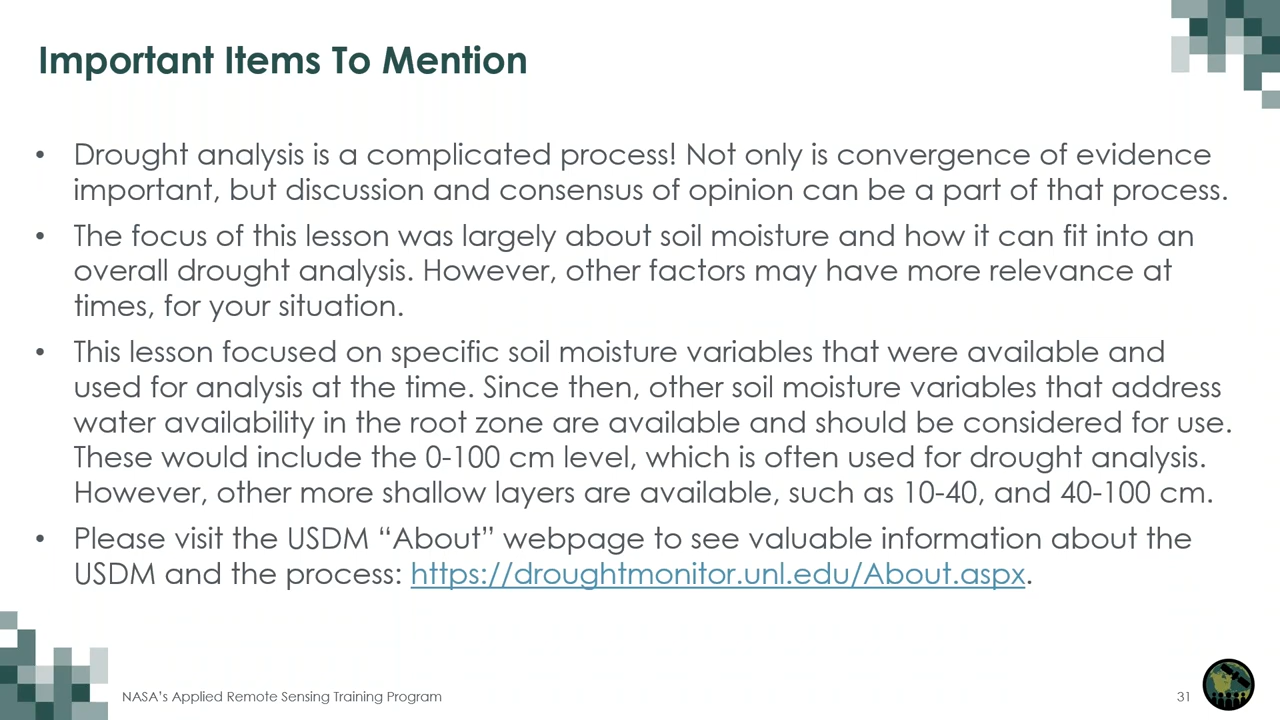 Important Items To Mention
• Drought analysis is a complicated process! Not only is convergence of evidence
important, but discussion and consensus of opinion can be a part of that process.
• The focus of this lesson was largely about soil moisture and how it can fit into an
overall drought analysis. However, other factors may have more relevance at
times, for your situation.
• This lesson focused on specific soil moisture variables that were available and
used for analysis at the time. Since then, other soil moisture variables that address
water availability in the root zone are available and should be considered for use.
These would include the 0-100 cm level, which is often used for drought analysis.
However, other more shallow layers are available, such as 10-40, and 40-100 cm.
• Please visit the USDM “About” webpage to see valuable information about the
USDM and the process: https://droughtmonitor.unl.edu/About.aspx.
NASA’s Applied Remote Sensing Training Program
31